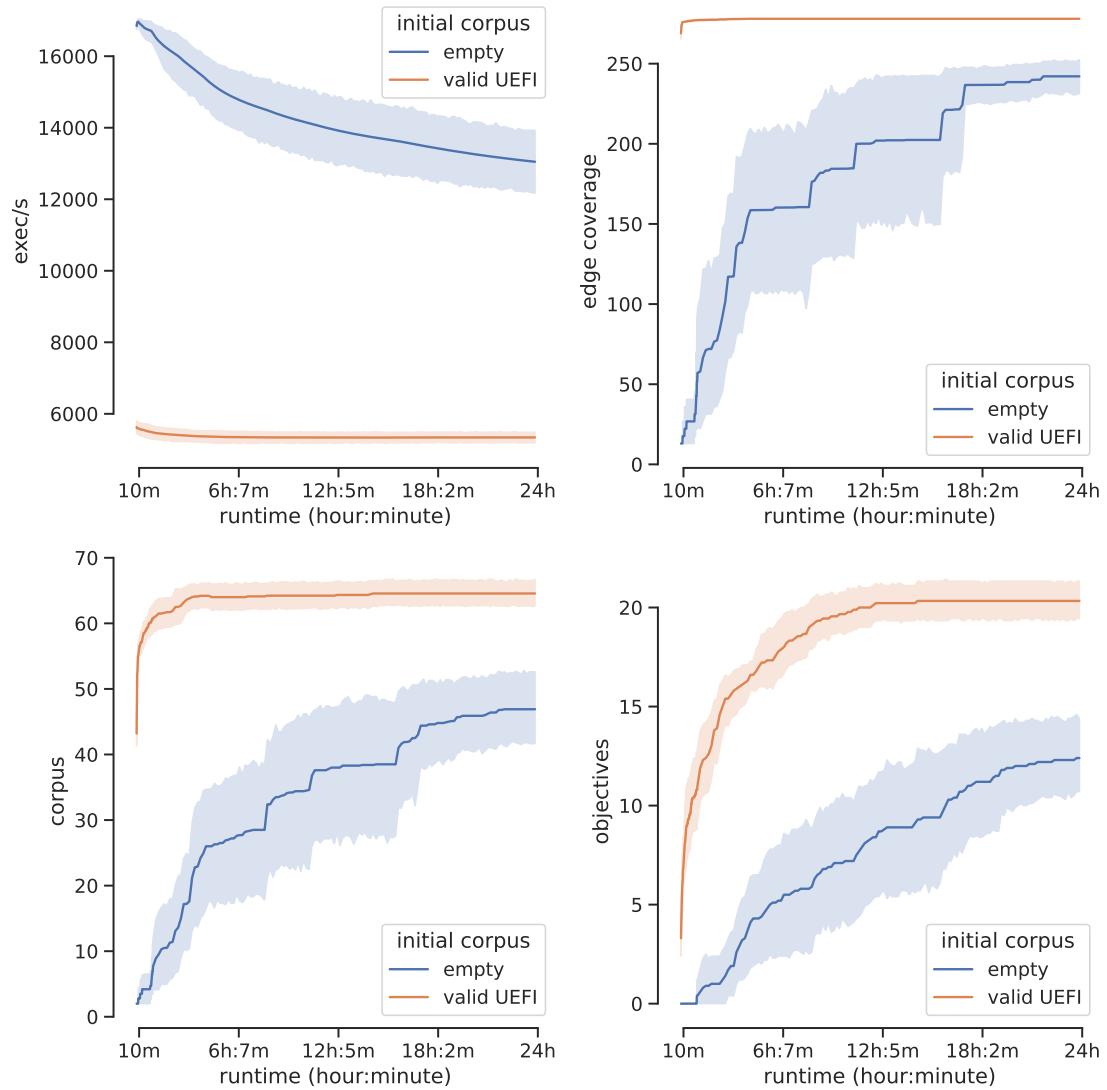 initial corpus
empty
valid UEFI
16000
14000
12000
10000
8000
6000
exec/s
10m
6h:7m
12h:5m
18h:2m
24h
runtime (hour:minute)
250
200
150
100
50
0
edge coverage
initial corpus
empty
valid UEFI
10m
6h:7m
12h:5m
18h:2m
24h
runtime (hour:minute)
70
60
50
40
30
20
10
0
corpus
initial corpus
empty
valid UEFI
10m
6h:7m
12h:5m
18h:2m
24h
runtime (hour:minute)
20
15
10
5
0
objectives
initial corpus
empty
valid UEFI
10m
6h:7m
12h:5m
18h:2m
24h
runtime (hour:minute)